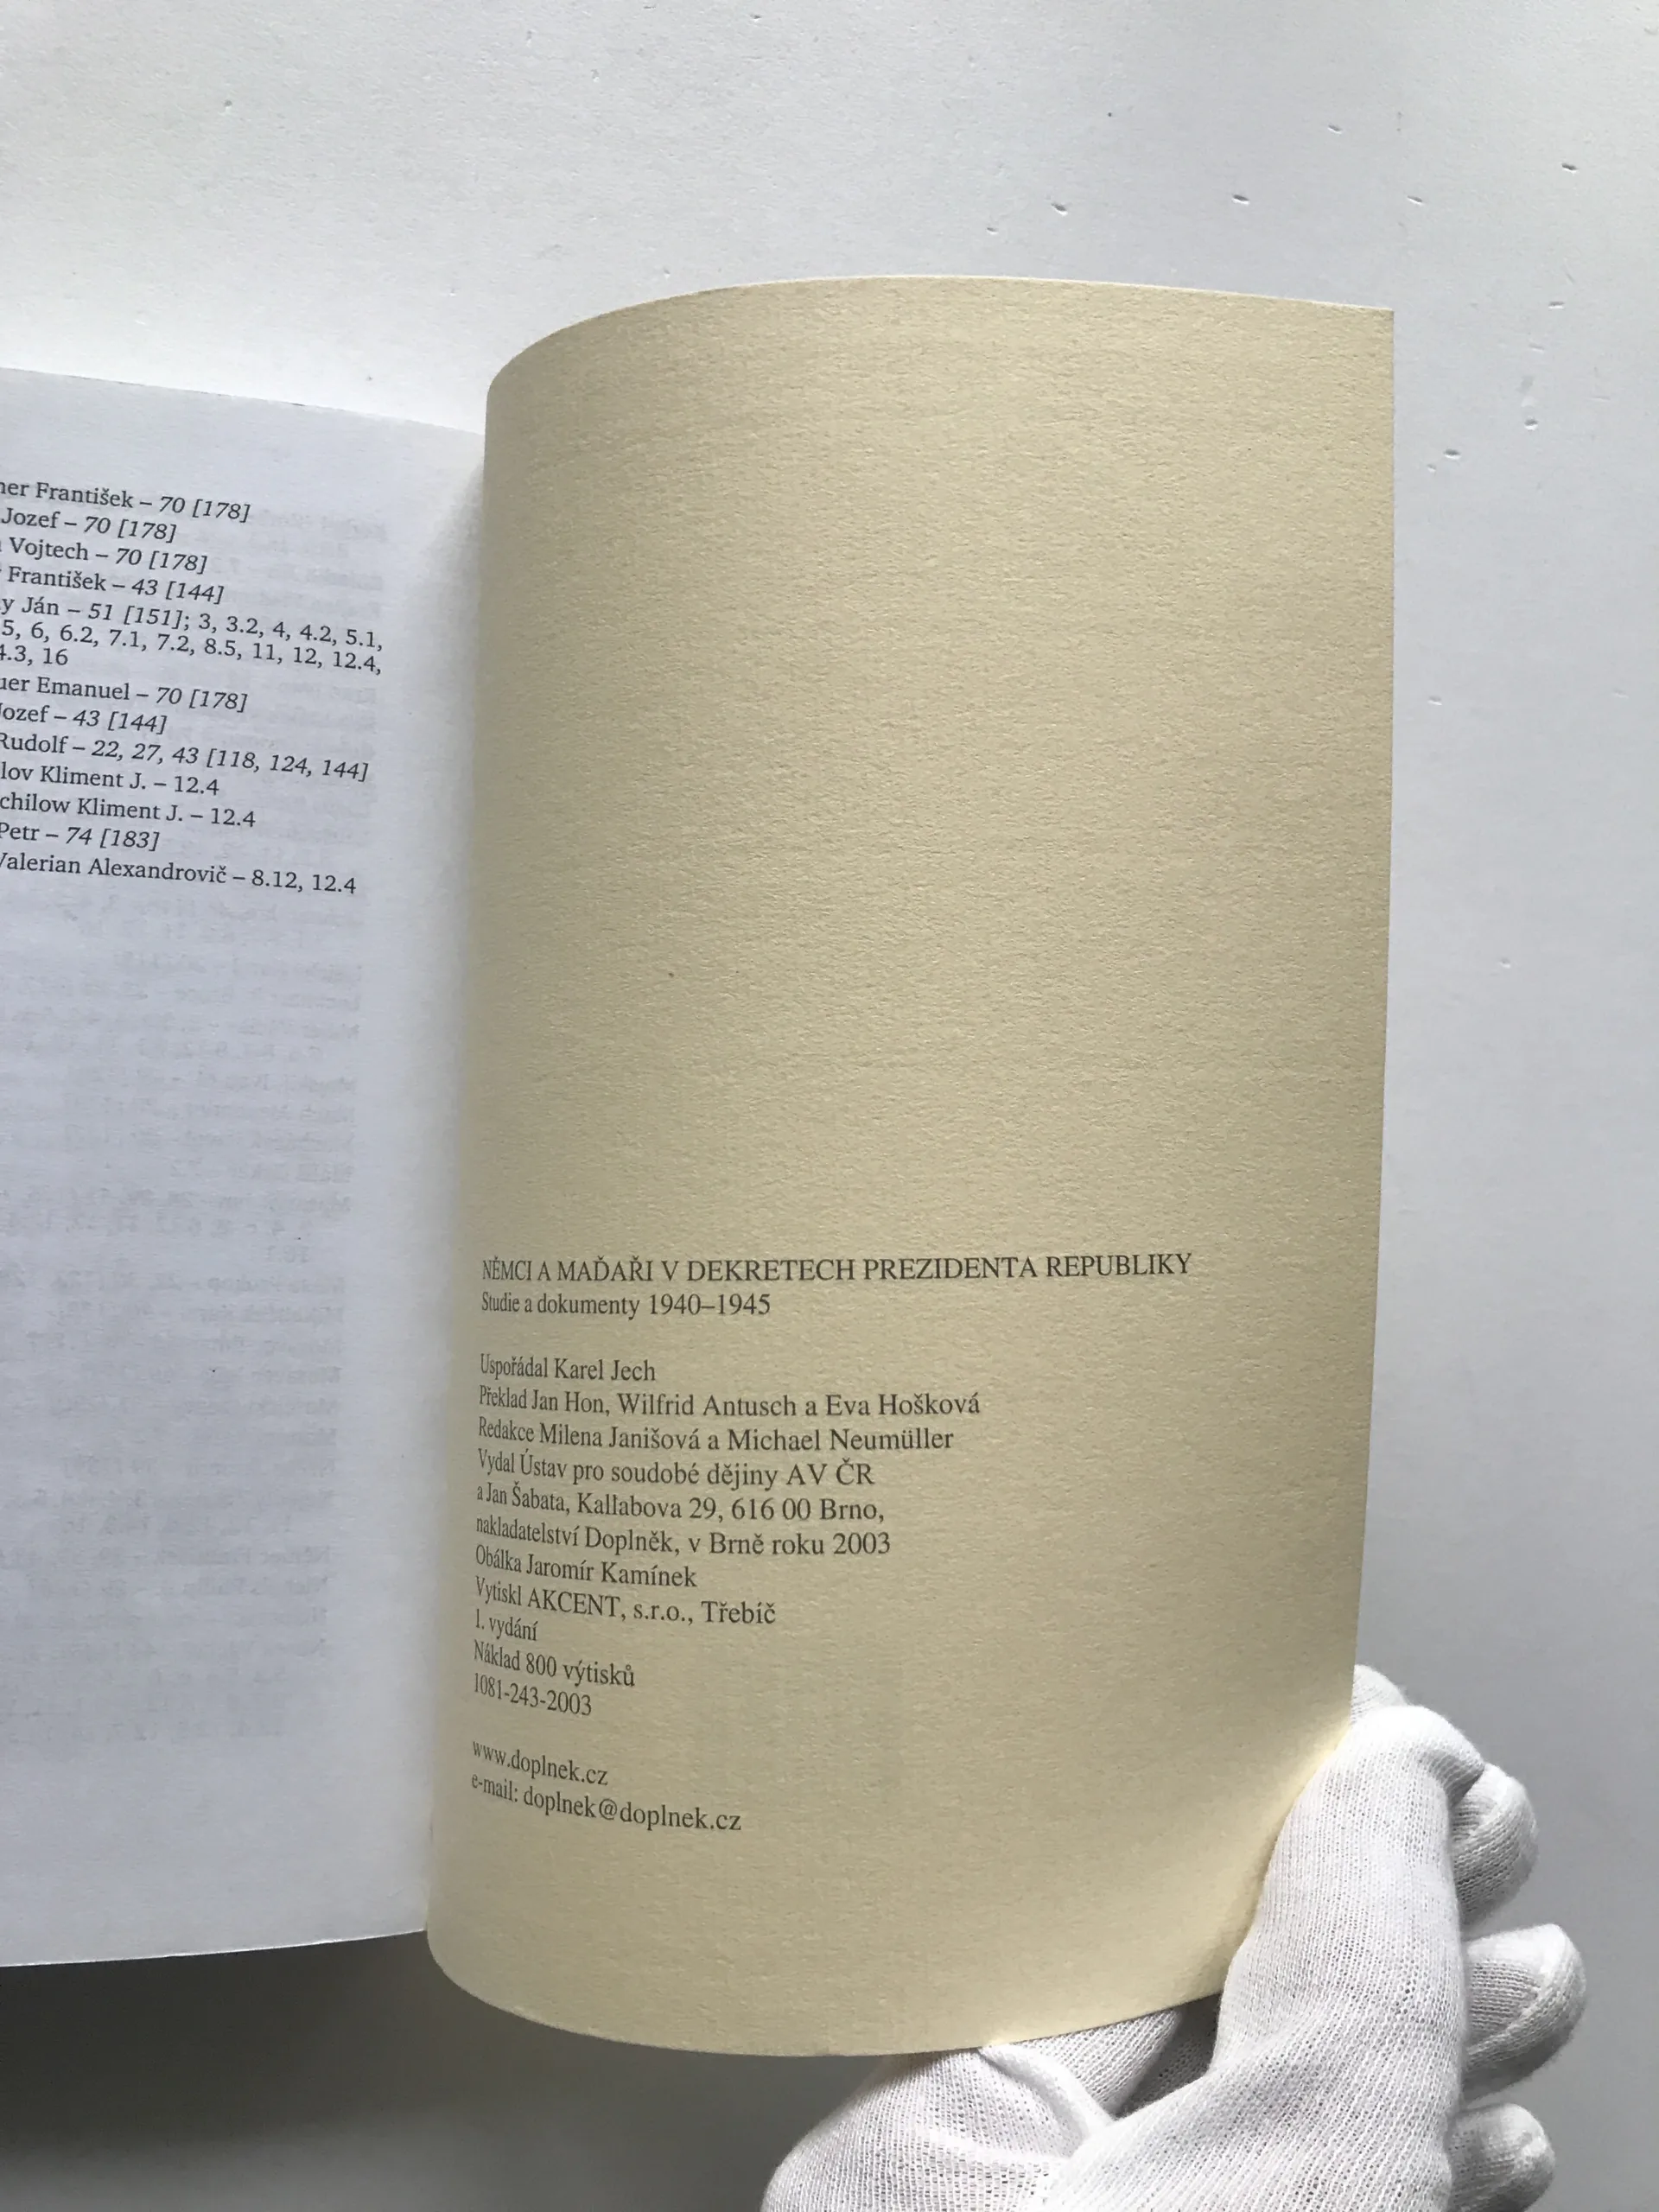 František – 70 [178]
Jozef – 70 [178]
Vojtech – 70 [178]
František – 43 [144]
Ján – 51 [151]; 3, 3.2, 4, 4.2, 5.1,
5, 6, 6.2, 7.1, 7.2, 8.5, 11, 12, 12.4,
4.3, 16
Emanuel – 70 [178]
Jozef – 43 [144]
Rudolf – 22, 27, 43 [118, 124, 144]
Kliment J. – 12.4
Kliment J. – 12.4
Petr – 74 [183]
Valerian Alexandrovič – 8.12, 12.4
NĚMCI A MAĎAŘI V DEKRETECH PREZIDENTA REPUBLIKY
Studie a dokumenty 1940–1945
Uspořádal Karel Jech
Překlad Jan Hon, Wilfrid Antusch a Eva Hošková
Redakce Milena Janišová a Michael Neumüller
Vydal Ústav pro soudobé dějiny AV ČR
a Jan Šabata, Kallabova 29, 616 00 Brno,
nakladatelství Doplněk, v Brně roku 2003
Obálka Jaromír Kamínek
Vytiskl AKCENT, s.r.o., Třebíč
1. vydání
Náklad 800 výtisků
1081-243-2003
www.doplnek.cz
e-mail: doplnek@doplnek.cz